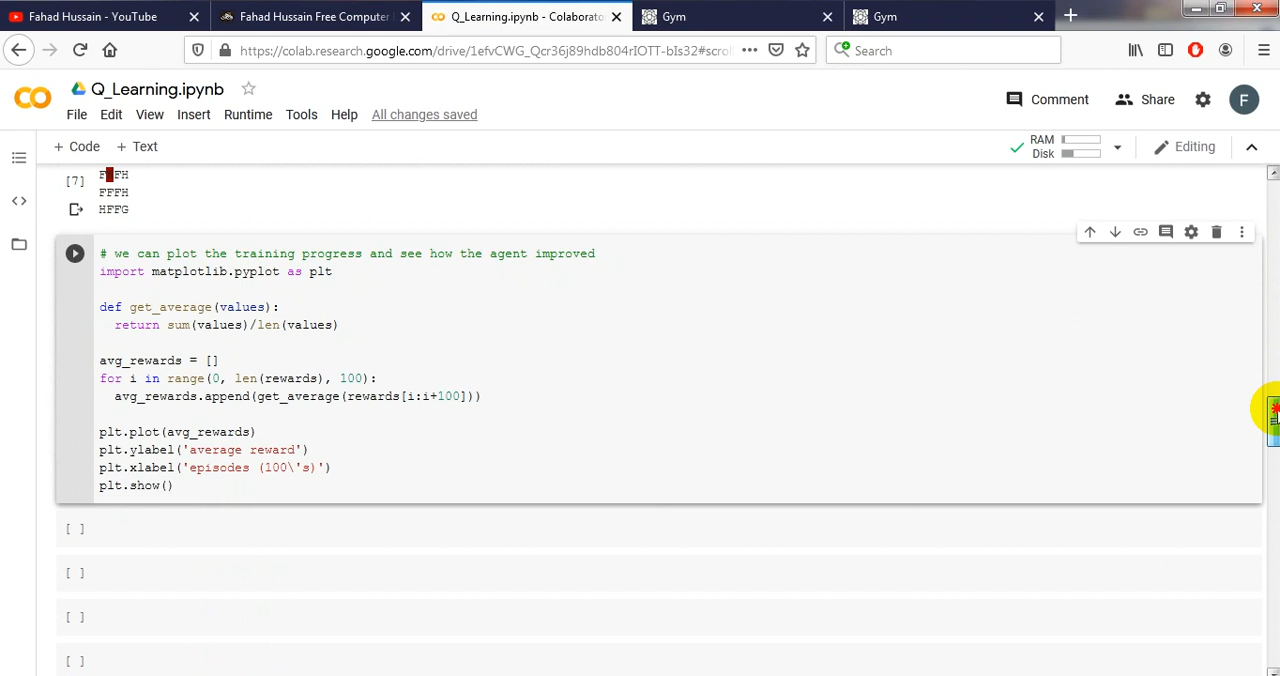 Fahad Hussain - YouTube
Fahad Hussain Free Computer
Q_Learning.ipynb - Colaborato
Gym
Gym
https://colab.research.google.com/drive/1efvCWG_Qcr36j89hdb804rIOTT-bIs32#scrol
Search
Q_Learning.ipynb
Comment
Share
F
File Edit View Insert Runtime Tools Help All changes saved
+ Code + Text
RAM
Disk
Editing
[7]
FFH
FFFH
HFFG
# we can plot the training progress and see how the agent improved
import matplotlib.pyplot as plt
def get_average(values):
return sum(values)/len(values)
avg_rewards = []
for i in range(0, len(rewards), 100):
avg_rewards.append(get_average(rewards[i:i+100]))
plt.plot(avg_rewards)
plt.ylabel('average reward')
plt.xlabel('episodes (100\'s)')
plt.show()
[ ]
[ ]
[ ]
[ ]